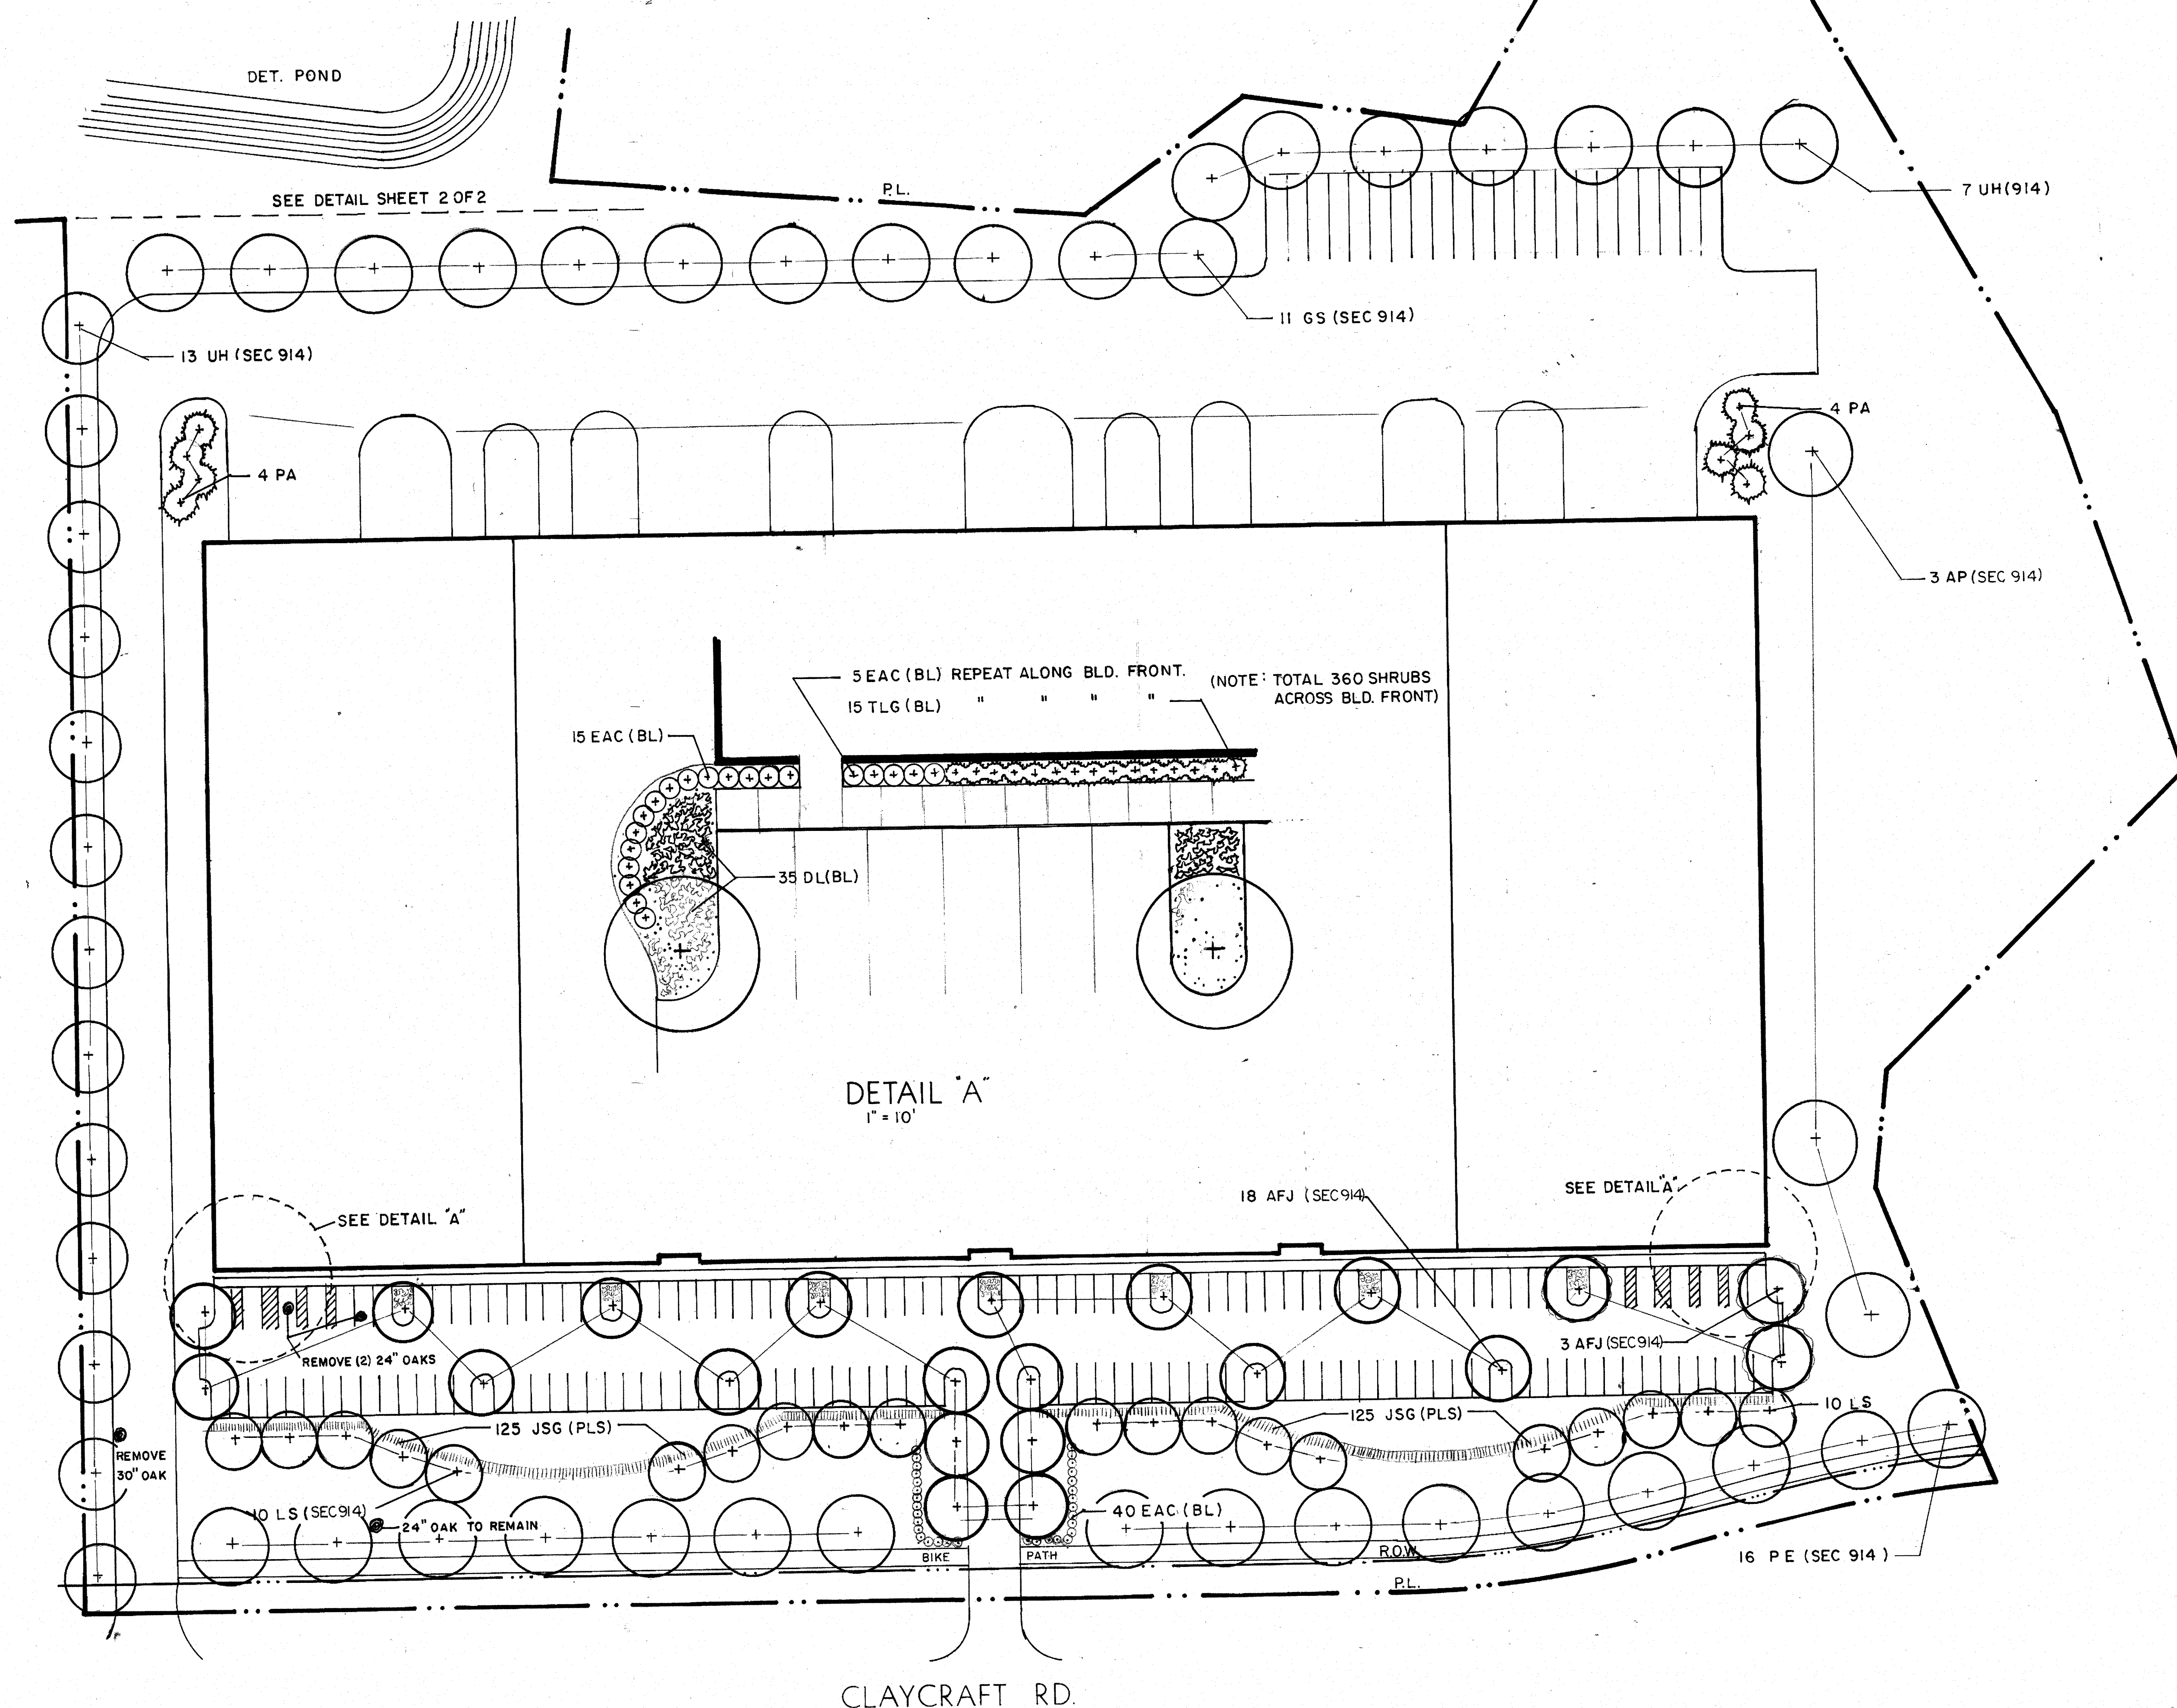 DET. POND
SEE DETAIL SHEET 2 OF 2
P.L.
7 UH(914)
11 GS (SEC 914)
13 UH (SEC 914)
4 PA
4 PA
3 AP (SEC 914)
5 EAC (BL) REPEAT ALONG BLD. FRONT.
15 TLG (BL) " " " "
(NOTE: TOTAL 360 SHRUBS
ACROSS BLD. FRONT)
15 EAC (BL)
35 DL(BL)
DETAIL "A"
1" = 10'
18 AFJ (SEC914)
SEE DETAIL "A"
SEE DETAIL "A"
REMOVE (2) 24" OAKS
3 AFJ (SEC914)
10 LS
125 JSG (PLS)
125 JSG (PLS)
REMOVE
30" OAK
10 LS (SEC914)
24" OAK TO REMAIN
40 EAC (BL)
BIKE PATH
R.O.W.
16 PE (SEC 914)
P.L.
CLAYCRAFT RD.